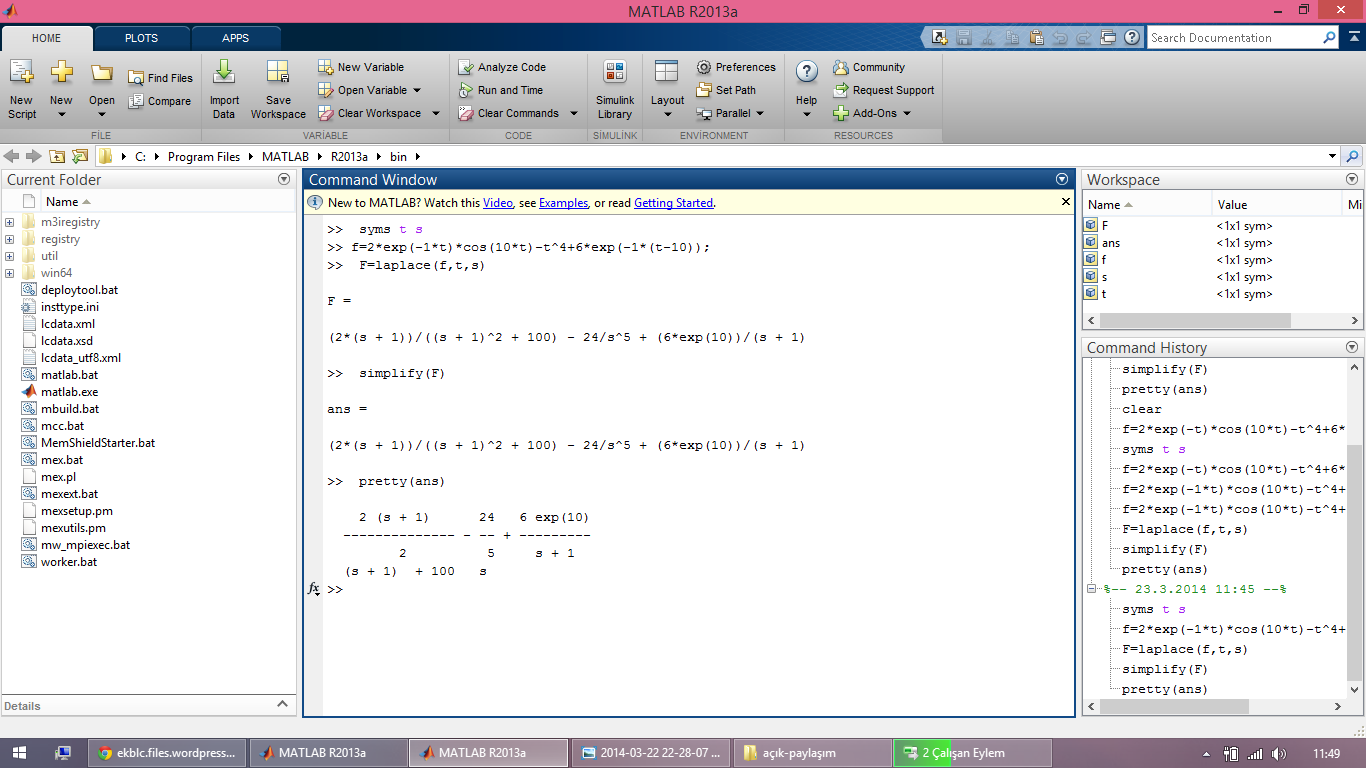 MATLAB R2013a
HOME PLOTS APPS
Search Documentation
New Script
New
Open
Find Files
Compare
Import Data
Save Workspace
New Variable
Open Variable
Clear Workspace
Analyze Code
Run and Time
Clear Commands
Simulink Library
Layout
Preferences
Set Path
Parallel
Help
Community
Request Support
Add-Ons
FİLE VARİABLE CODE SİMULİNK ENVİRONMENT RESOURCES
C: Program Files MATLAB R2013a bin
Current Folder
Name
m3iregistry
registry
util
win64
deploytool.bat
insttype.ini
lcdata.xml
lcdata.xsd
lcdata_utf8.xml
matlab.bat
matlab.exe
mbuild.bat
mcc.bat
MemShieldStarter.bat
mex.bat
mex.pl
mexext.bat
mexsetup.pm
mexutils.pm
mw_mpiexec.bat
worker.bat
Details
Command Window
New to MATLAB? Watch this Video, see Examples, or read Getting Started.
>> syms t s
>> f=2*exp(-1*t)*cos(10*t)-t^4+6*exp(-1*(t-10));
>> F=laplace(f,t,s)
F =
(2*(s + 1))/((s + 1)^2 + 100) - 24/s^5 + (6*exp(10))/(s + 1)
>> simplify(F)
ans =
(2*(s + 1))/((s + 1)^2 + 100) - 24/s^5 + (6*exp(10))/(s + 1)
>> pretty(ans)
2 (s + 1) 24 6 exp(10)
-------------- - -- + ---------
2 5 s + 1
(s + 1) + 100 s
fx >>
Workspace
Name Value Mi
F <1x1 sym>
ans <1x1 sym>
f <1x1 sym>
s <1x1 sym>
t <1x1 sym>
Command History
simplify(F)
pretty(ans)
clear
f=2*exp(-t)*cos(10*t)-t^4+6*
syms t s
f=2*exp(-t)*cos(10*t)-t^4+6*
f=2*exp(-1*t)*cos(10*t)-t^4+
f=2*exp(-1*t)*cos(10*t)-t^4+
F=laplace(f,t,s)
simplify(F)
pretty(ans)
%-- 23.3.2014 11:45 --%
syms t s
f=2*exp(-1*t)*cos(10*t)-t^4+
F=laplace(f,t,s)
simplify(F)
pretty(ans)
ekblc.files.wordpress... MATLAB R2013a MATLAB R2013a 2014-03-22 22-28-07 ... açık-paylaşım 2 Çalışan Eylem 11:49